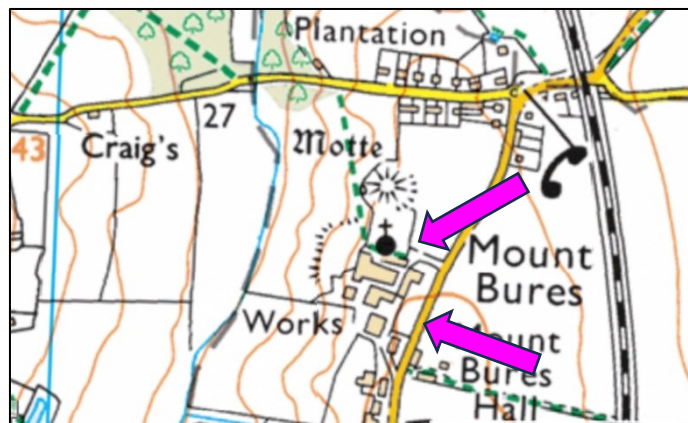 Plantation
27
43
Craig's
Motte
Mount
Bures
Works
Mount
Bures
Hall